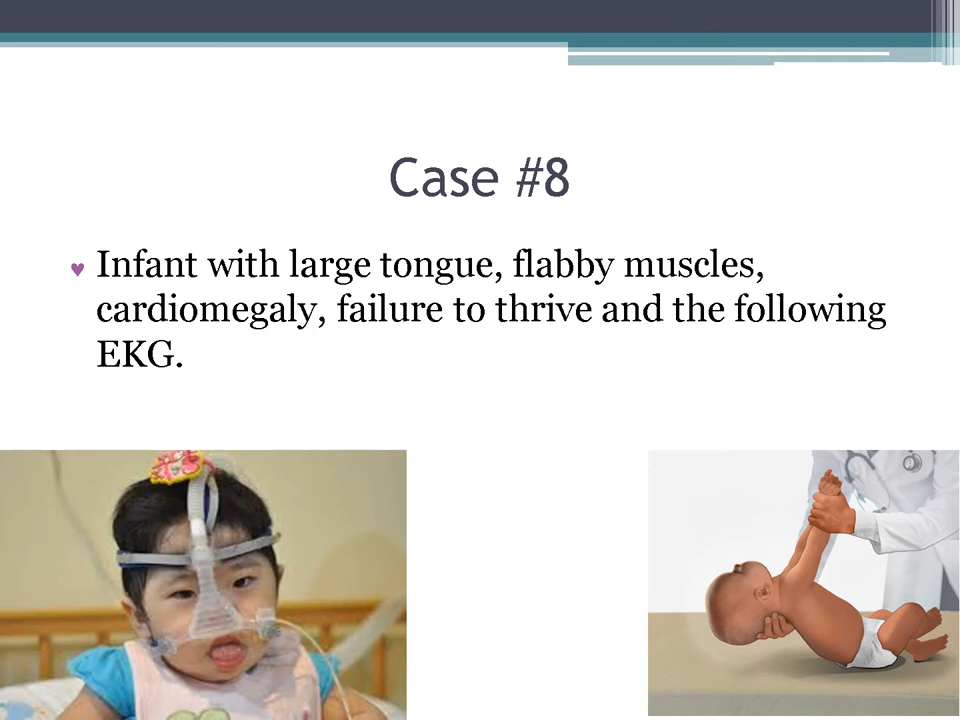 Case #8
Infant with large tongue, flabby muscles,
cardiomegaly, failure to thrive and the following
EKG.